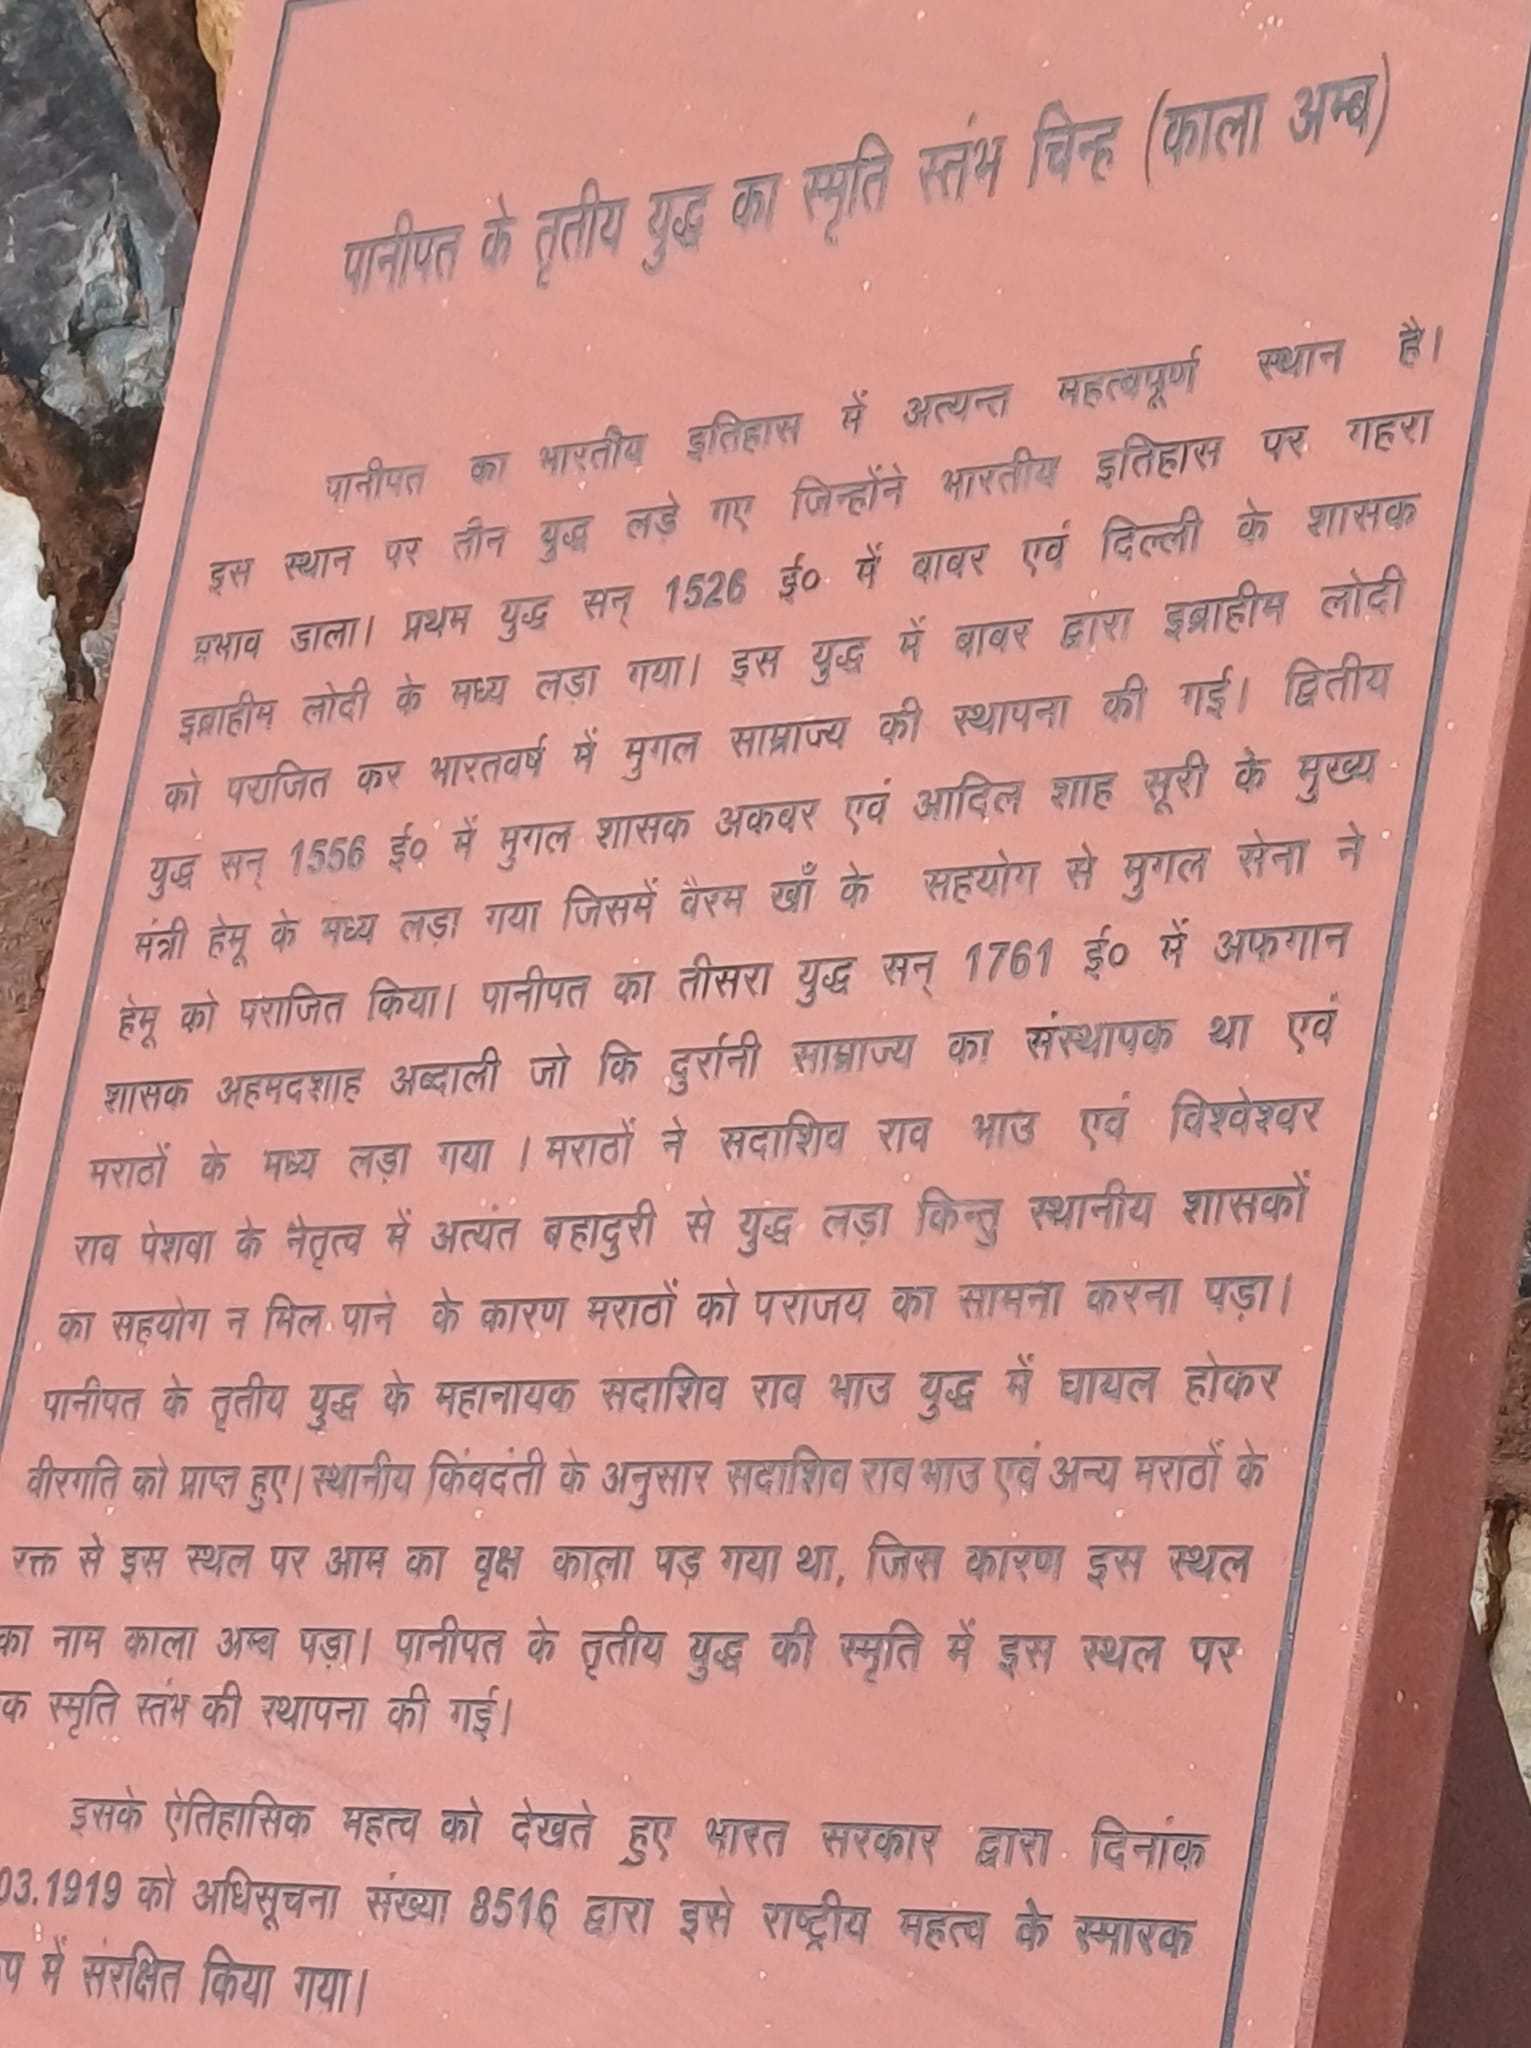 पानीपत के तृतीय युद्ध का स्मृति स्तंभ चिन्ह (काला अम्ब)
पानीपत का भारतीय इतिहास में अत्यन्त महत्वपूर्ण स्थान है।
इस स्थान पर तीन युद्ध लड़े गए जिन्होंने भारतीय इतिहास पर गहरा
प्रभाव डाला। प्रथम युद्ध सन् 1526 ई० में बाबर एवं दिल्ली के शासक
इब्राहीम लोदी के मध्य लड़ा गया। इस युद्ध में बाबर द्वारा इब्राहीम लोदी
को पराजित कर भारतवर्ष में मुगल साम्राज्य की स्थापना की गई। द्वितीय
युद्ध सन् 1556 ई० में मुगल शासक अकबर एवं आदिल शाह सूरी के मुख्य
मंत्री हेमू के मध्य लड़ा गया जिसमें बैरम खाँ के सहयोग से मुगल सेना ने
हेमू को पराजित किया। पानीपत का तीसरा युद्ध सन् 1761 ई० में अफगान
शासक अहमदशाह अब्दाली जो कि दुर्रानी साम्राज्य का संस्थापक था एवं
मराठों के मध्य लड़ा गया । मराठों ने सदाशिव राव भाउ एवं विश्वेश्वर
राव पेशवा के नैतृत्व में अत्यंत बहादुरी से युद्ध लड़ा किन्तु स्थानीय शासकों
का सहयोग न मिल पाने के कारण मराठों को पराजय का सामना करना पड़ा।
पानीपत के तृतीय युद्ध के महानायक सदाशिव राव भाउ युद्ध में घायल होकर
वीरगति को प्राप्त हुए। स्थानीय किंवदंती के अनुसार सदाशिव राव भाउ एवं अन्य मराठों के
रक्त से इस स्थल पर आम का वृक्ष काला पड़ गया था, जिस कारण इस स्थल
का नाम काला अम्ब पड़ा। पानीपत के तृतीय युद्ध की स्मृति में इस स्थल पर
क स्मृति स्तंभ की स्थापना की गई।
इसके ऐतिहासिक महत्व को देखते हुए भारत सरकार द्वारा दिनांक
03.1919 को अधिसूचना संख्या 8516 द्वारा इसे राष्ट्रीय महत्व के स्मारक
में संरक्षित किया गया।